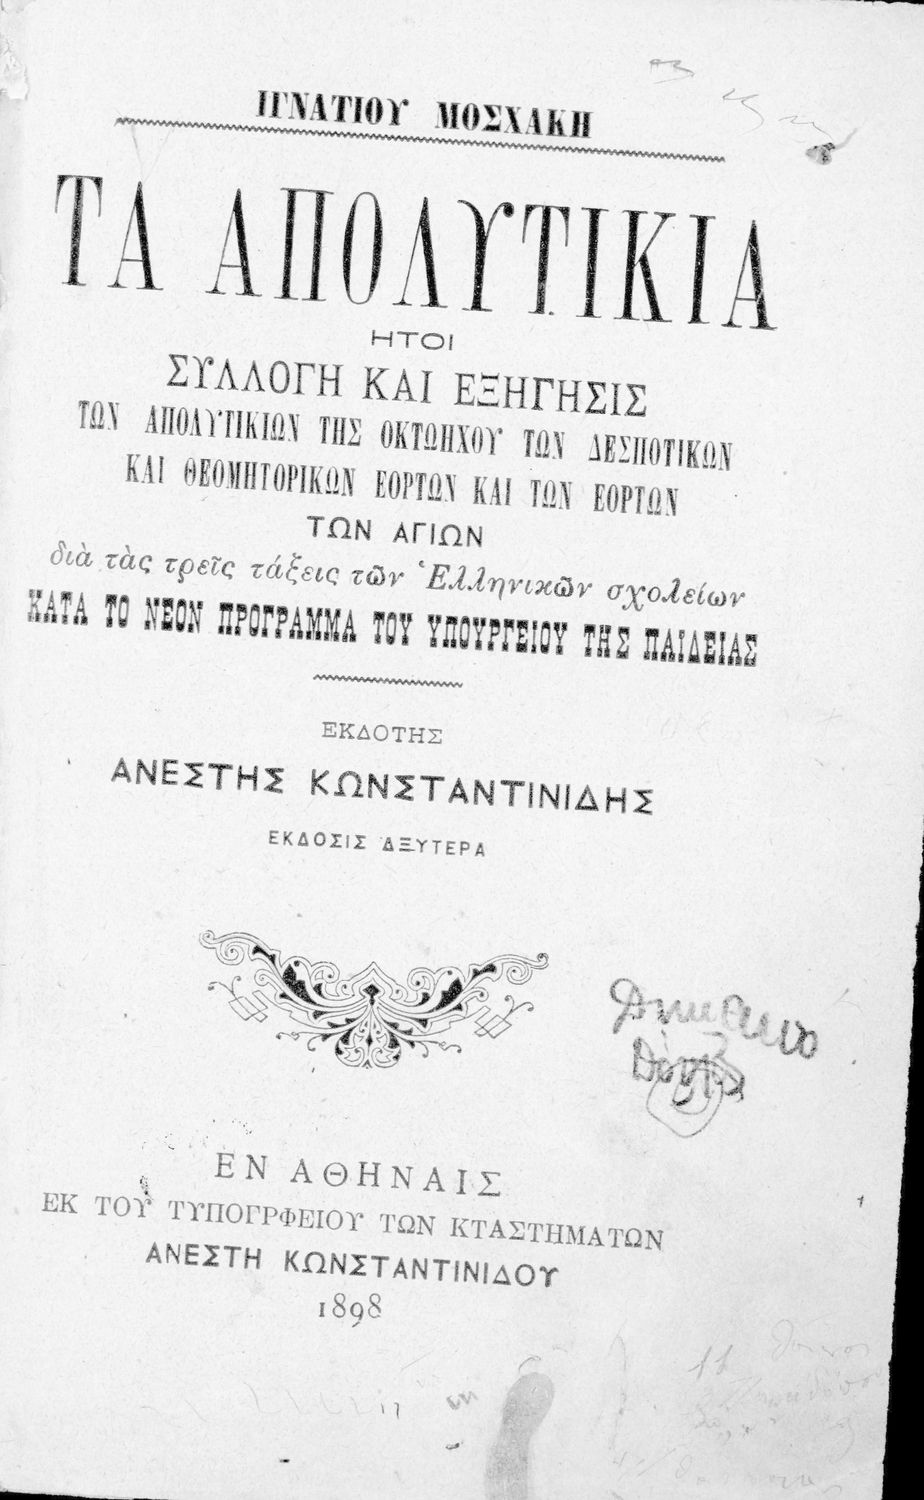 ΙΓΝΑΤΙΟΥ ΜΟΣΧΑΚΗ
ΤΑ ΑΠΟΛΥΤΙΚΙΑ
ΗΤΟΙ
ΣΥΛΛΟΓΗ ΚΑΙ ΕΞΗΓΗΣΙΣ
ΤΩΝ ΑΠΟΛΥΤΙΚΙΩΝ ΤΗΣ ΟΚΤΩΗΧΟΥ ΤΩΝ ΔΕΣΠΟΤΙΚΩΝ
ΚΑΙ ΘΕΟΜΗΤΟΡΙΚΩΝ ΕΟΡΤΩΝ ΚΑΙ ΤΩΝ ΕΟΡΤΩΝ
ΤΩΝ ΑΓΙΩΝ
διὰ τὰς τρεῖς τάξεις τῶν Ἑλληνικῶν σχολείων
ΚΑΤΑ ΤΟ ΝΕΟΝ ΠΡΟΓΡΑΜΜΑ ΤΟΥ ΥΠΟΥΡΓΕΙΟΥ ΤΗΣ ΠΑΙΔΕΙΑΣ
ΕΚΔΟΤΗΣ
ΑΝΕΣΤΗΣ ΚΩΝΣΤΑΝΤΙΝΙΔΗΣ
ΕΚΔΟΣΙΣ ΔΞΥΤΕΡΑ
ΕΝ ΑΘΗΝΑΙΣ
ΕΚ ΤΟΥ ΤΥΠΟΓΡΦΕΙΟΥ ΤΩΝ ΚΤΑΣΤΗΜΑΤΩΝ
ΑΝΕΣΤΗ ΚΩΝΣΤΑΝΤΙΝΙΔΟΥ
1898